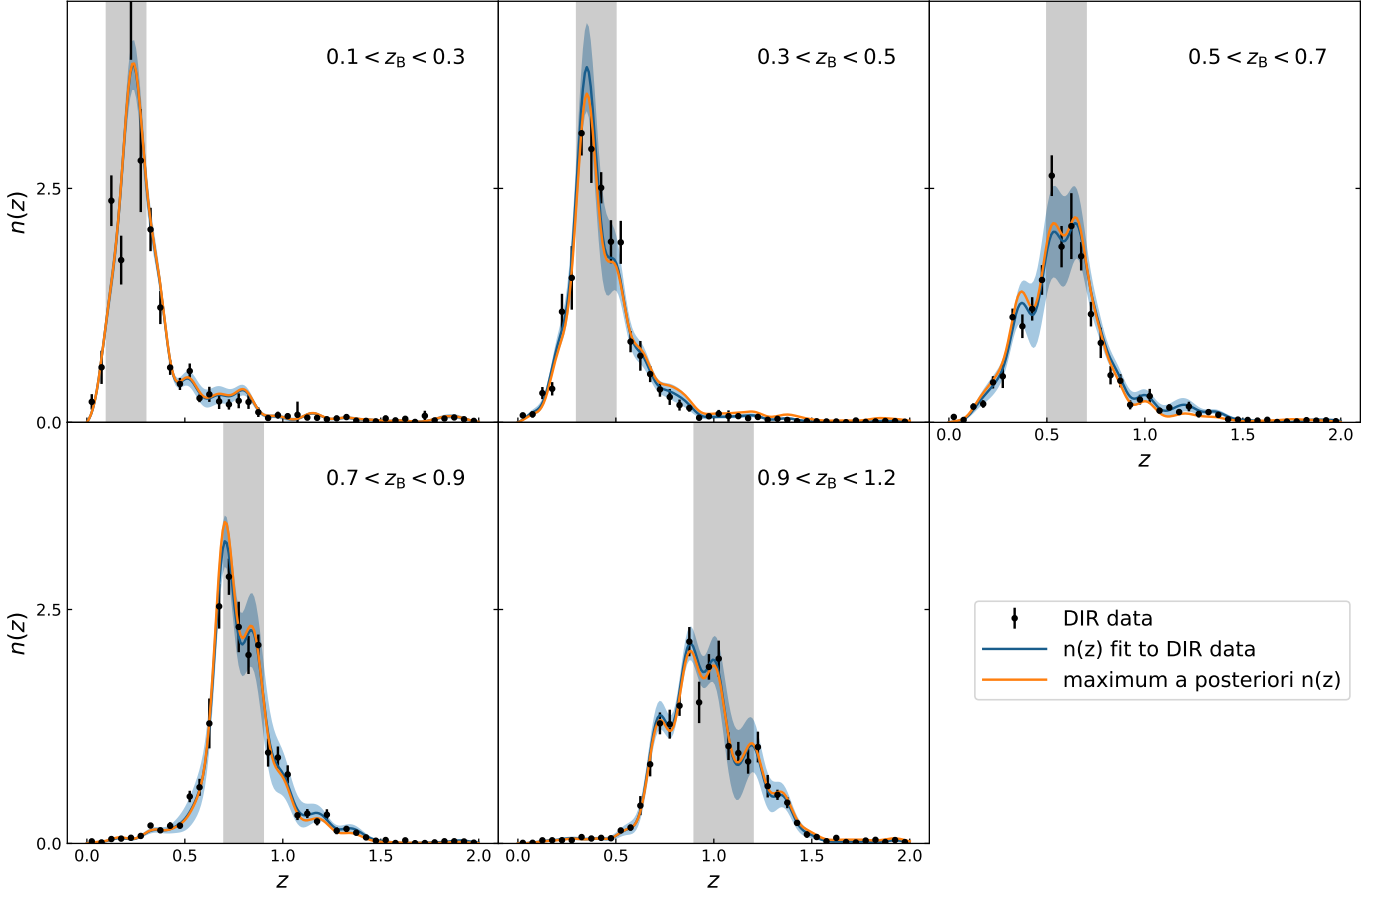 0.1 < z_B < 0.3
0.3 < z_B < 0.5
0.5 < z_B < 0.7
n(z)
2.5
0.0
0.0 0.5 1.0 1.5 2.0
z
0.7 < z_B < 0.9
0.9 < z_B < 1.2
n(z)
2.5
0.0
DIR data
n(z) fit to DIR data
maximum a posteriori n(z)
0.0 0.5 1.0 1.5 2.0
0.0 0.5 1.0 1.5 2.0
z
z